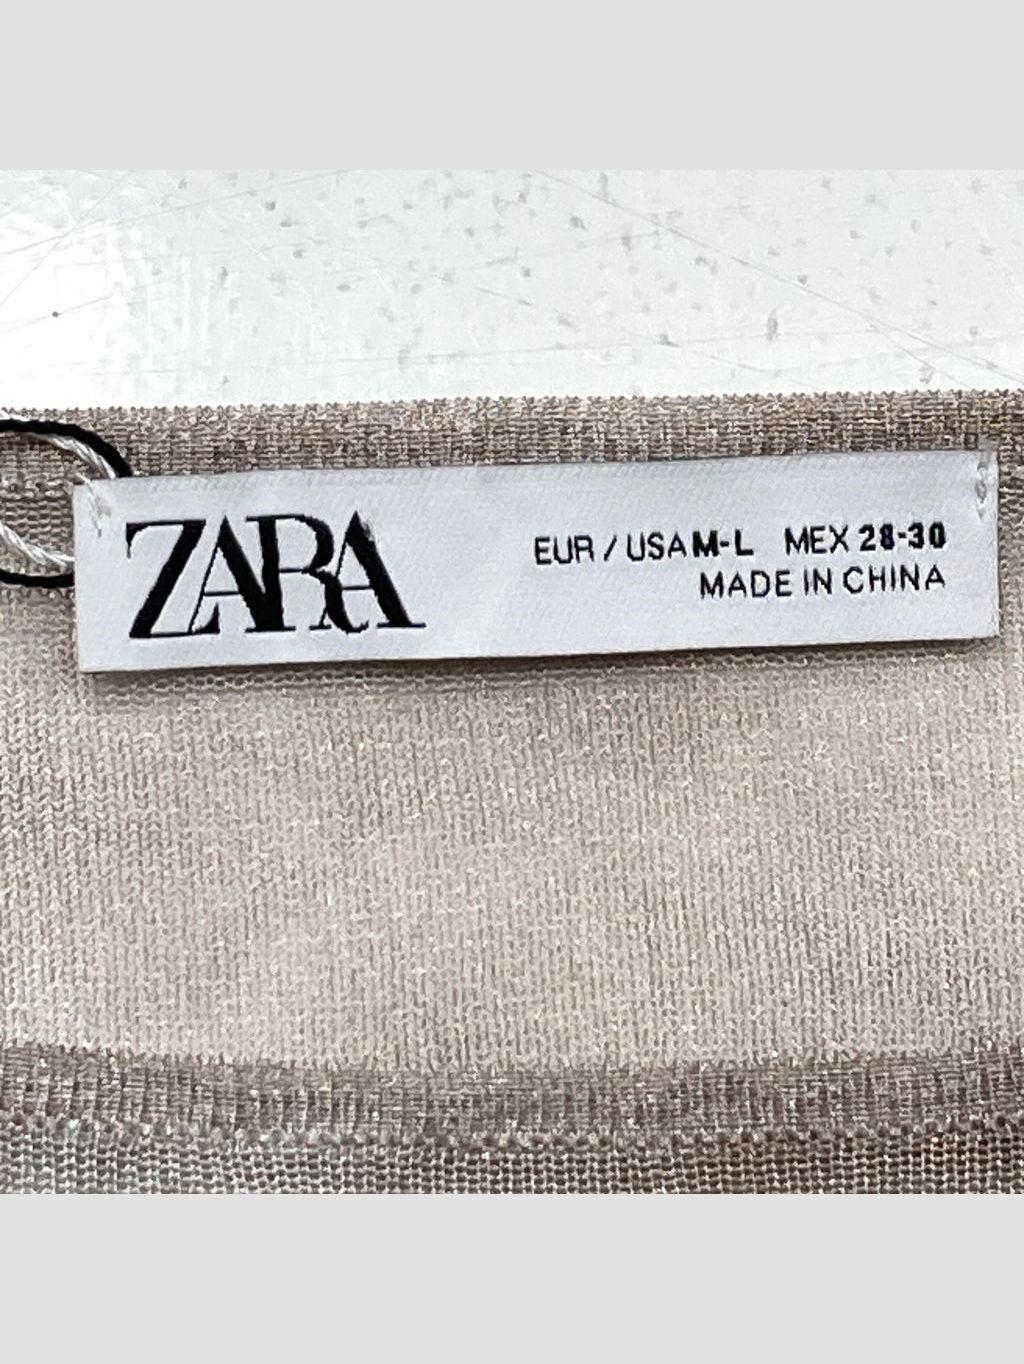 ZARA
EUR / USA M-L MEX 28-30
MADE IN CHINA